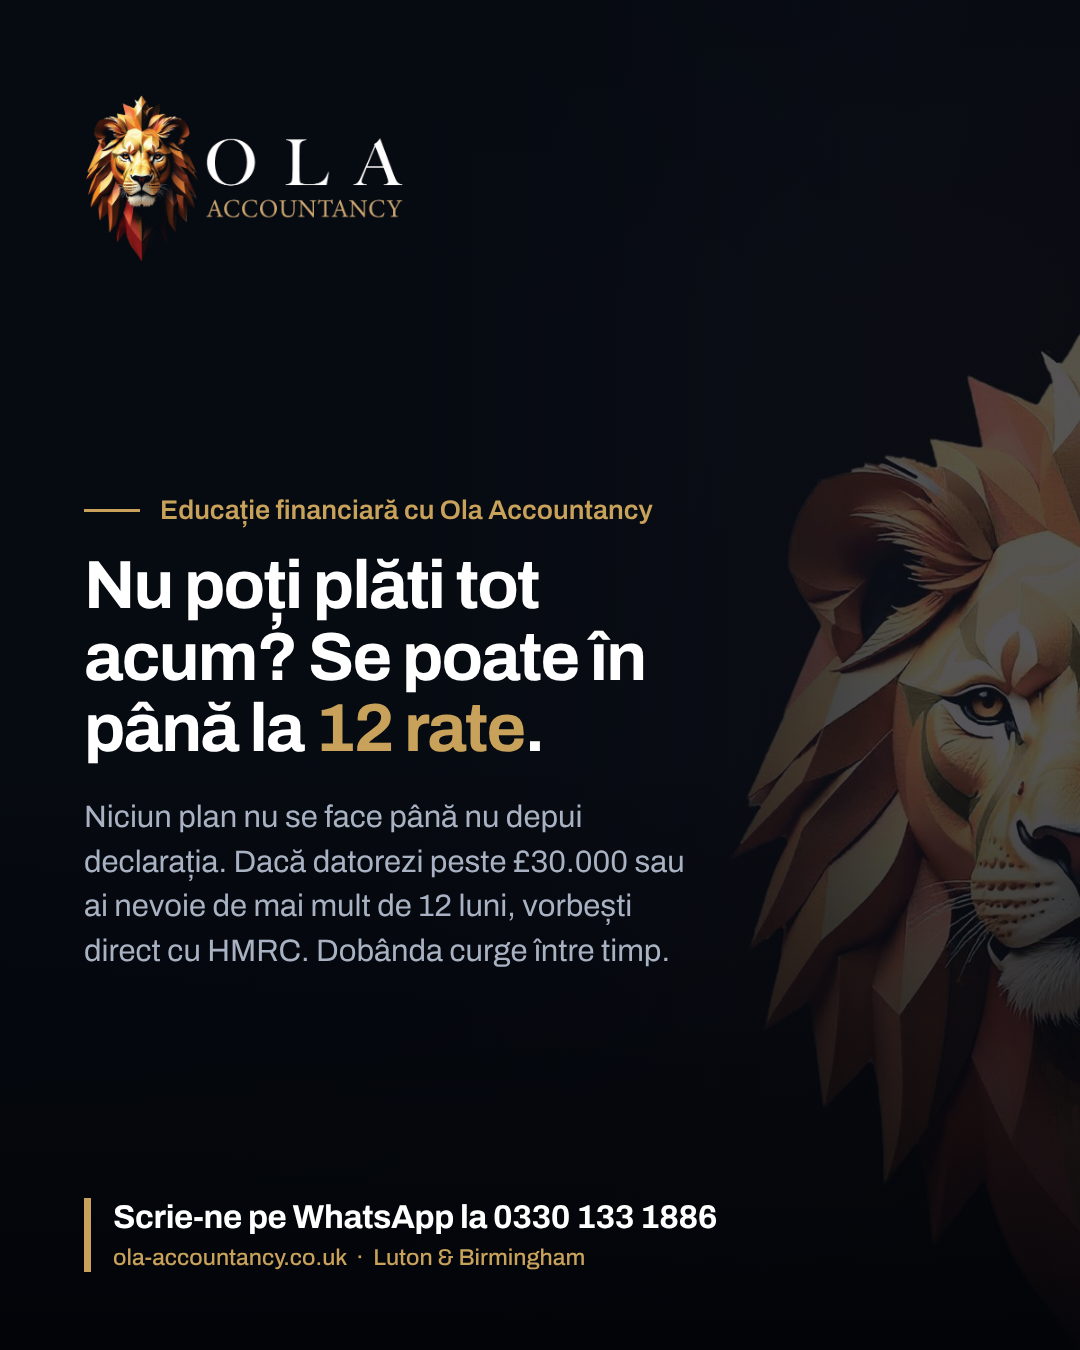 OLA
ACCOUNTANCY
Educație financiară cu Ola Accountancy
Nu poți plăti tot
acum? Se poate în
până la 12 rate.
Niciun plan nu se face până nu depui
declarația. Dacă datorezi peste £30.000 sau
ai nevoie de mai mult de 12 luni, vorbești
direct cu HMRC. Dobânda curge între timp.
Scrie-ne pe WhatsApp la 0330 133 1886
ola-accountancy.co.uk · Luton & Birmingham